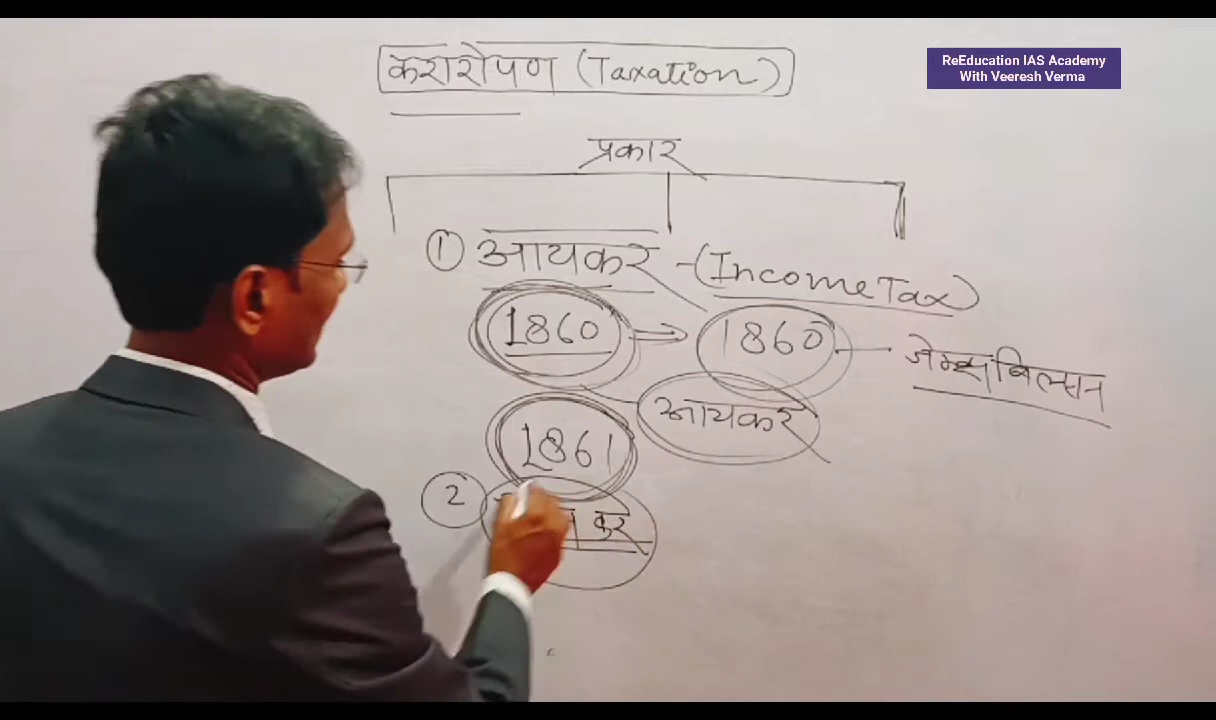 ReEducation IAS Academy
With Veeresh Verma
करारोपण (Taxation)
प्रकार
① आयकर - (Income Tax)
1860 ⇒ 1860 — जेम्स विल्सन
आयकर
1861
② कर